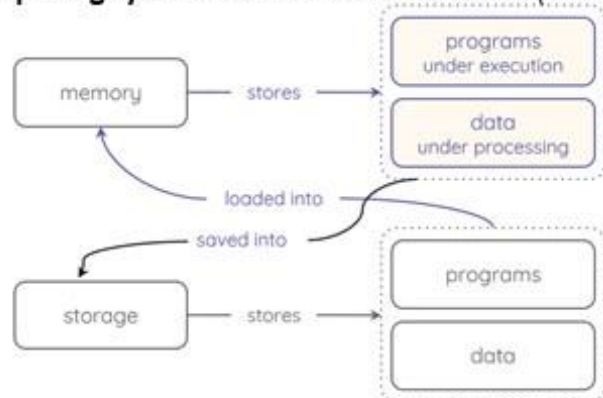 programs
under execution
memory
stores
data
under processing
loaded into
saved into
programs
storage
stores
data